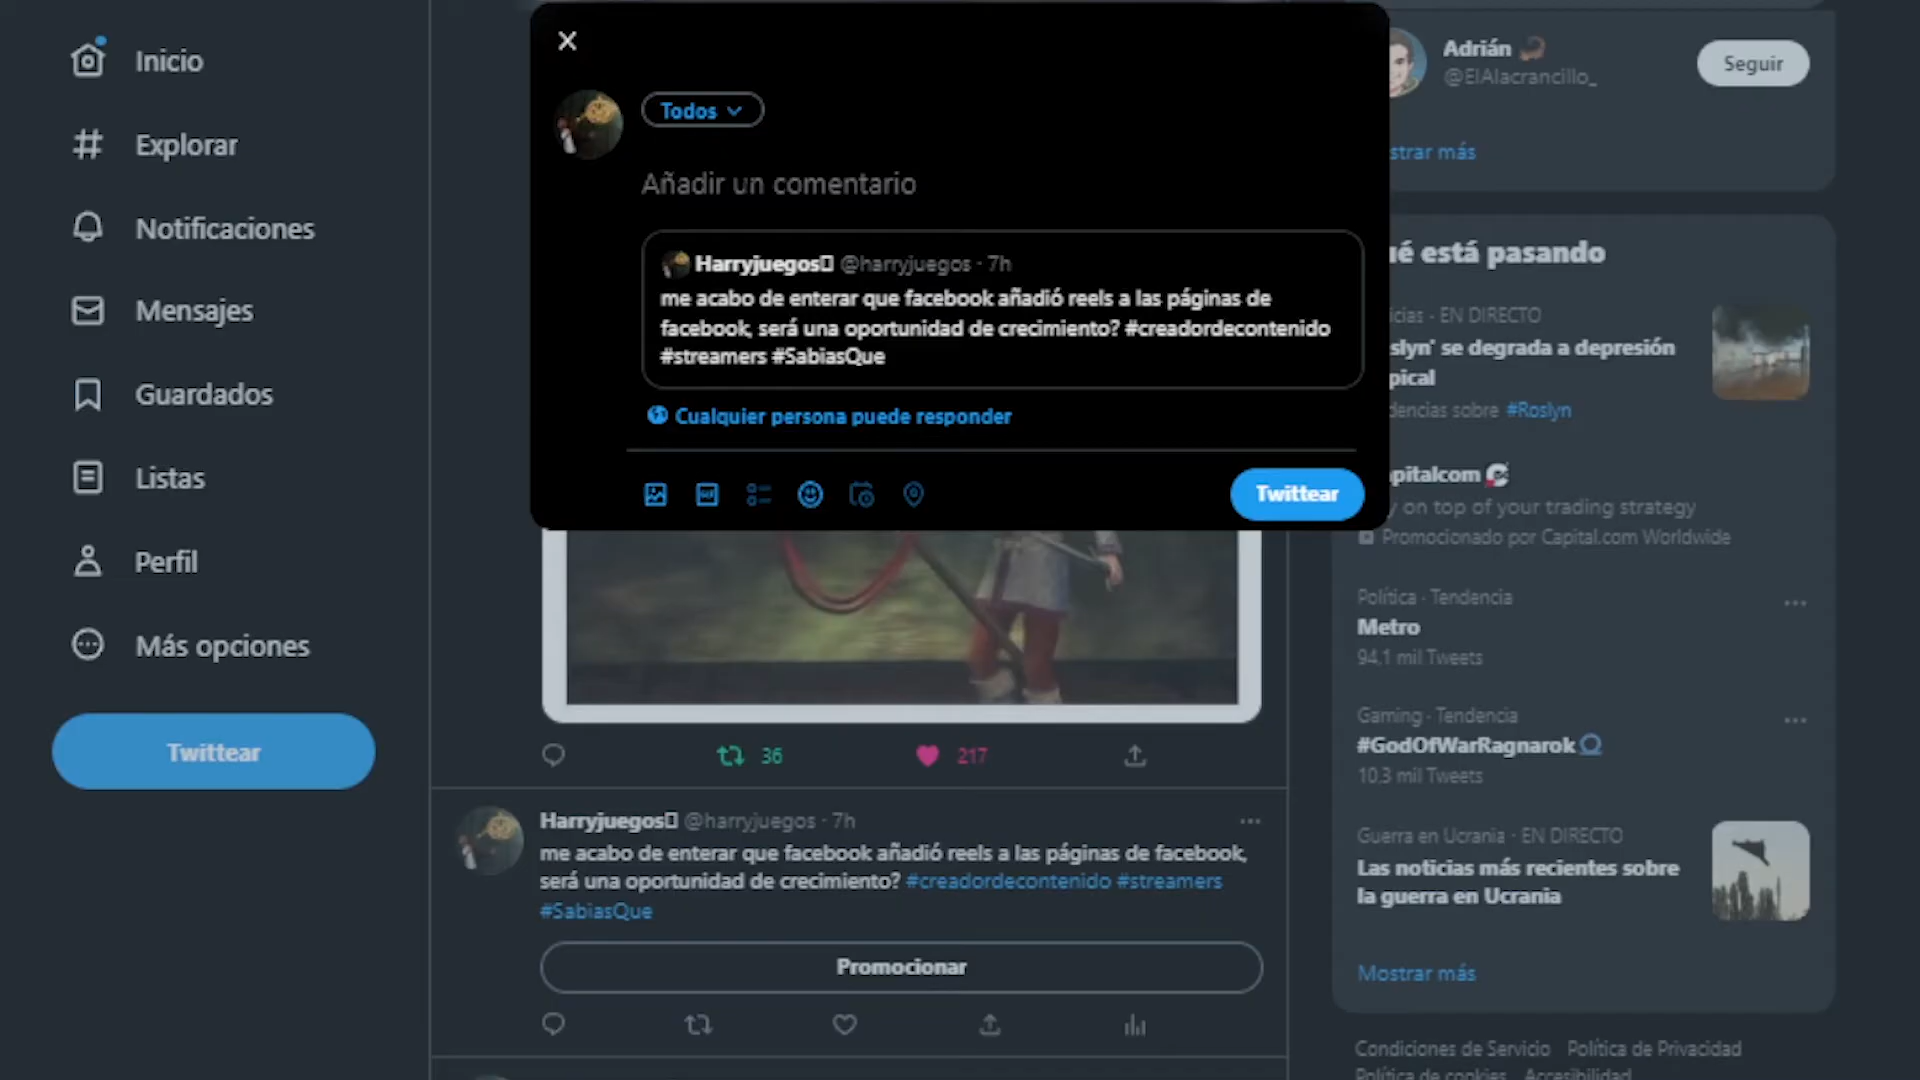 Inicio
Explorar
Notificaciones
Mensajes
Guardados
Listas
Perfil
Más opciones
Twittear
Todos
Añadir un comentario
Harryjuegos @harryjuegos · 7h
me acabo de enterar que facebook añadió reels a las páginas de
facebook, será una oportunidad de crecimiento? #creadordecontenido
#streamers #SabiasQue
Cualquier persona puede responder
GIF
Twittear
36
217
Harryjuegos @harryjuegos · 7h
me acabo de enterar que facebook añadió reels a las páginas de facebook,
será una oportunidad de crecimiento? #creadordecontenido #streamers
#SabiasQue
Promocionar
Adrián
@ElAlacrancillo_
Seguir
strar más
ué está pasando
icias · EN DIRECTO
slyn' se degrada a depresión
pical
dencias sobre #Roslyn
pitalcom
y on top of your trading strategy
Promocionado por Capital.com Worldwide
Política · Tendencia
Metro
94,1 mil Tweets
Gaming · Tendencia
#GodOfWarRagnarok
10,3 mil Tweets
Guerra en Ucrania · EN DIRECTO
Las noticias más recientes sobre
la guerra en Ucrania
Mostrar más
Condiciones de Servicio Política de Privacidad
Política de cookies Accesibilidad